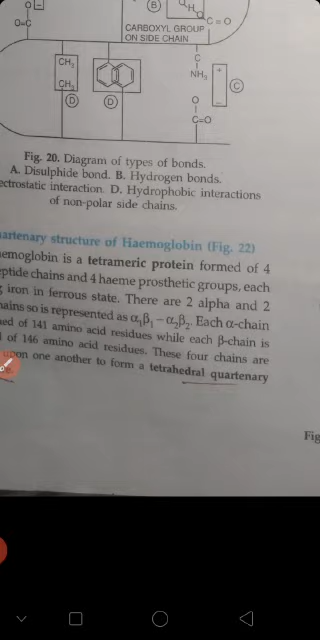 B
H
C=O
O=C
CARBOXYL GROUP
ON SIDE CHAIN
C
NH3
C
CH3
CH3
D
D
O
C=O
Fig. 20. Diagram of types of bonds.
A. Disulphide bond. B. Hydrogen bonds.
ectrostatic interaction. D. Hydrophobic interactions
of non-polar side chains.
uartenary structure of Haemoglobin (Fig. 22)
emoglobin is a tetrameric protein formed of 4
eptide chains and 4 haeme prosthetic groups, each
g iron in ferrous state. There are 2 alpha and 2
hains so is represented as α1β1 – α2β2. Each α-chain
ed of 141 amino acid residues while each β-chain is
of 146 amino acid residues. These four chains are
upon one another to form a tetrahedral quartenary
Fig